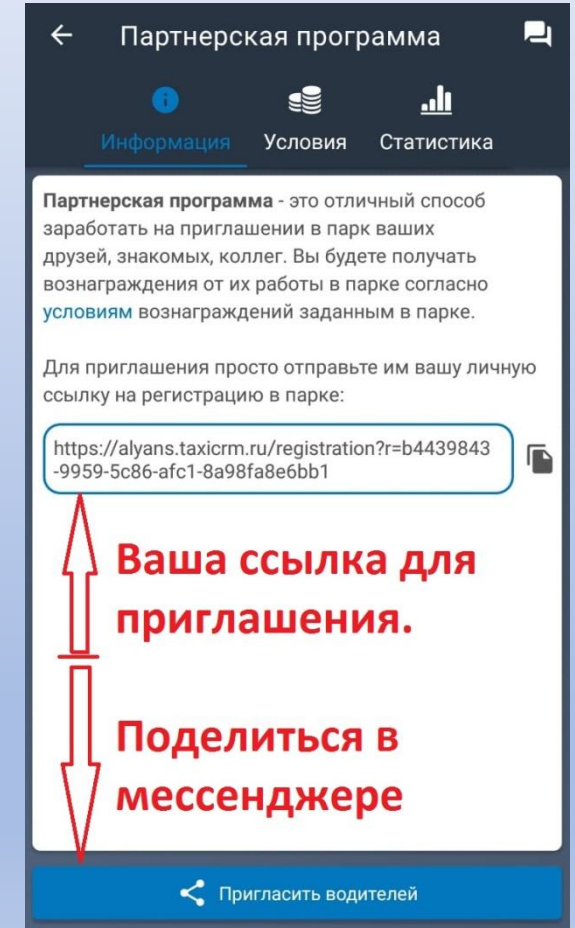 Партнерская программа
Информация
Условия
Статистика
Партнерская программа - это отличный способ
заработать на приглашении в парк ваших
друзей, знакомых, коллег. Вы будете получать
вознаграждения от их работы в парке согласно
условиям вознаграждений заданным в парке.
Для приглашения просто отправьте им вашу личную
ссылку на регистрацию в парке:
https://alyans.taxicrm.ru/registration?r=b4439843
-9959-5c86-afc1-8a98fa8e6bb1
Ваша ссылка для
приглашения.
Поделиться в
мессенджере
Пригласить водителей